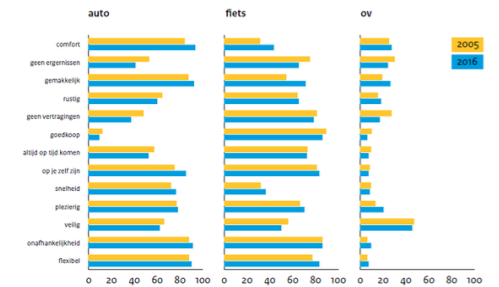 auto fiets ov
comfort
geen ergernissen
gemakkelijk
rustig
geen vertragingen
goedkoop
altijd op tijd komen
op je zelf zijn
snelheid
plezierig
veilig
onafhankelijkheid
flexibel
2005
2016
0 20 40 60 80 100 0 20 40 60 80 100 0 20 40 60 80 100